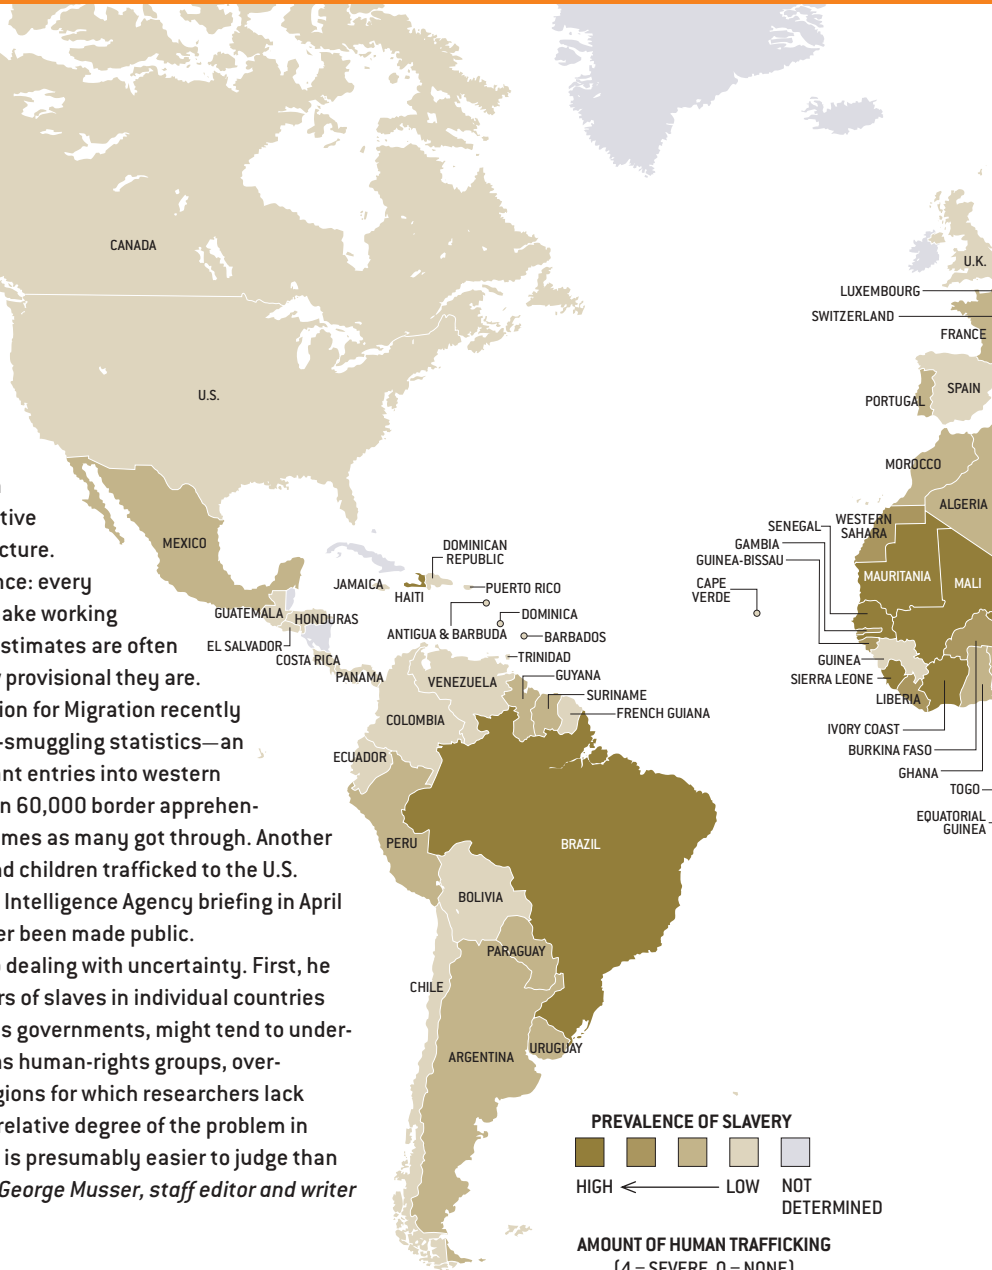 CANADA
U.S.
MEXICO
GUATEMALA
HONDURAS
EL SALVADOR
COSTA RICA
PANAMA
JAMAICA
HAITI
DOMINICAN
REPUBLIC
PUERTO RICO
ANTIGUA & BARBUDA
DOMINICA
BARBADOS
TRINIDAD
GUYANA
SURINAME
FRENCH GUIANA
VENEZUELA
COLOMBIA
ECUADOR
PERU
BRAZIL
BOLIVIA
PARAGUAY
CHILE
ARGENTINA
URUGUAY
U.K.
LUXEMBOURG
SWITZERLAND
FRANCE
SPAIN
PORTUGAL
MOROCCO
ALGERIA
WESTERN
SAHARA
SENEGAL
GAMBIA
GUINEA-BISSAU
CAPE
VERDE
MAURITANIA
MALI
GUINEA
SIERRA LEONE
LIBERIA
IVORY COAST
BURKINA FASO
GHANA
TOGO
EQUATORIAL
GUINEA
tive
cture.
nce: every
ake working
stimates are often
provisional they are.
ion for Migration recently
-smuggling statistics—an
ant entries into western
n 60,000 border apprehen-
mes as many got through. Another
nd children trafficked to the U.S.
Intelligence Agency briefing in April
er been made public.
dealing with uncertainty. First, he
rs of slaves in individual countries
s governments, might tend to under-
as human-rights groups, over-
gions for which researchers lack
relative degree of the problem in
is presumably easier to judge than
George Musser, staff editor and writer
PREVALENCE OF SLAVERY
HIGH LOW NOT
DETERMINED
AMOUNT OF HUMAN TRAFFICKING
(4 – SEVERE, 0 – NONE)